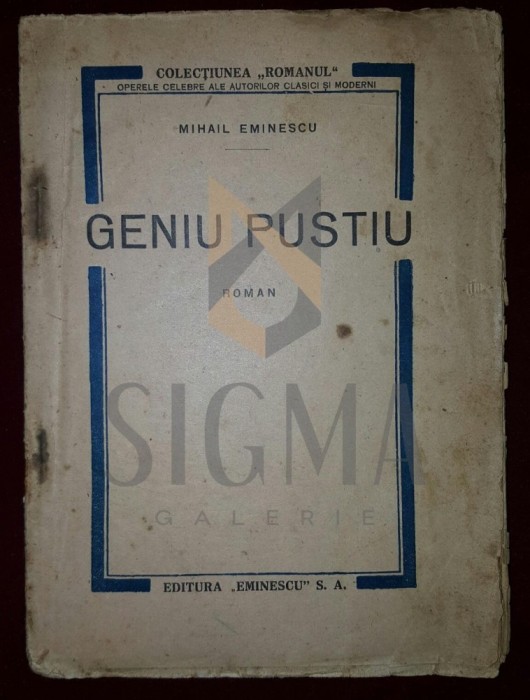 COLECȚIUNEA „ROMANUL“
OPERELE CELEBRE ALE AUTORILOR CLASICI ȘI MODERNI
MIHAIL EMINESCU
GENIU PUSTIU
ROMAN
SIGMA
GALERIE
EDITURA „EMINESCU" S. A.